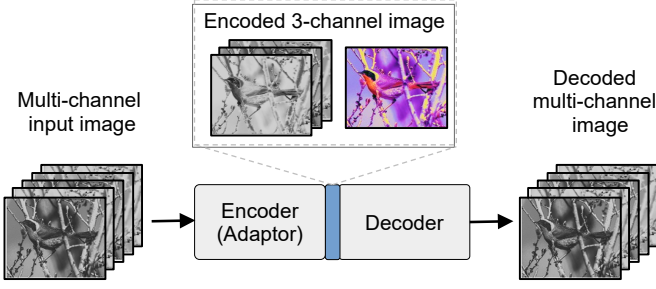 Encoded 3-channel image
Multi-channel
input image
Decoded
multi-channel
image
Encoder
(Adaptor)
Decoder